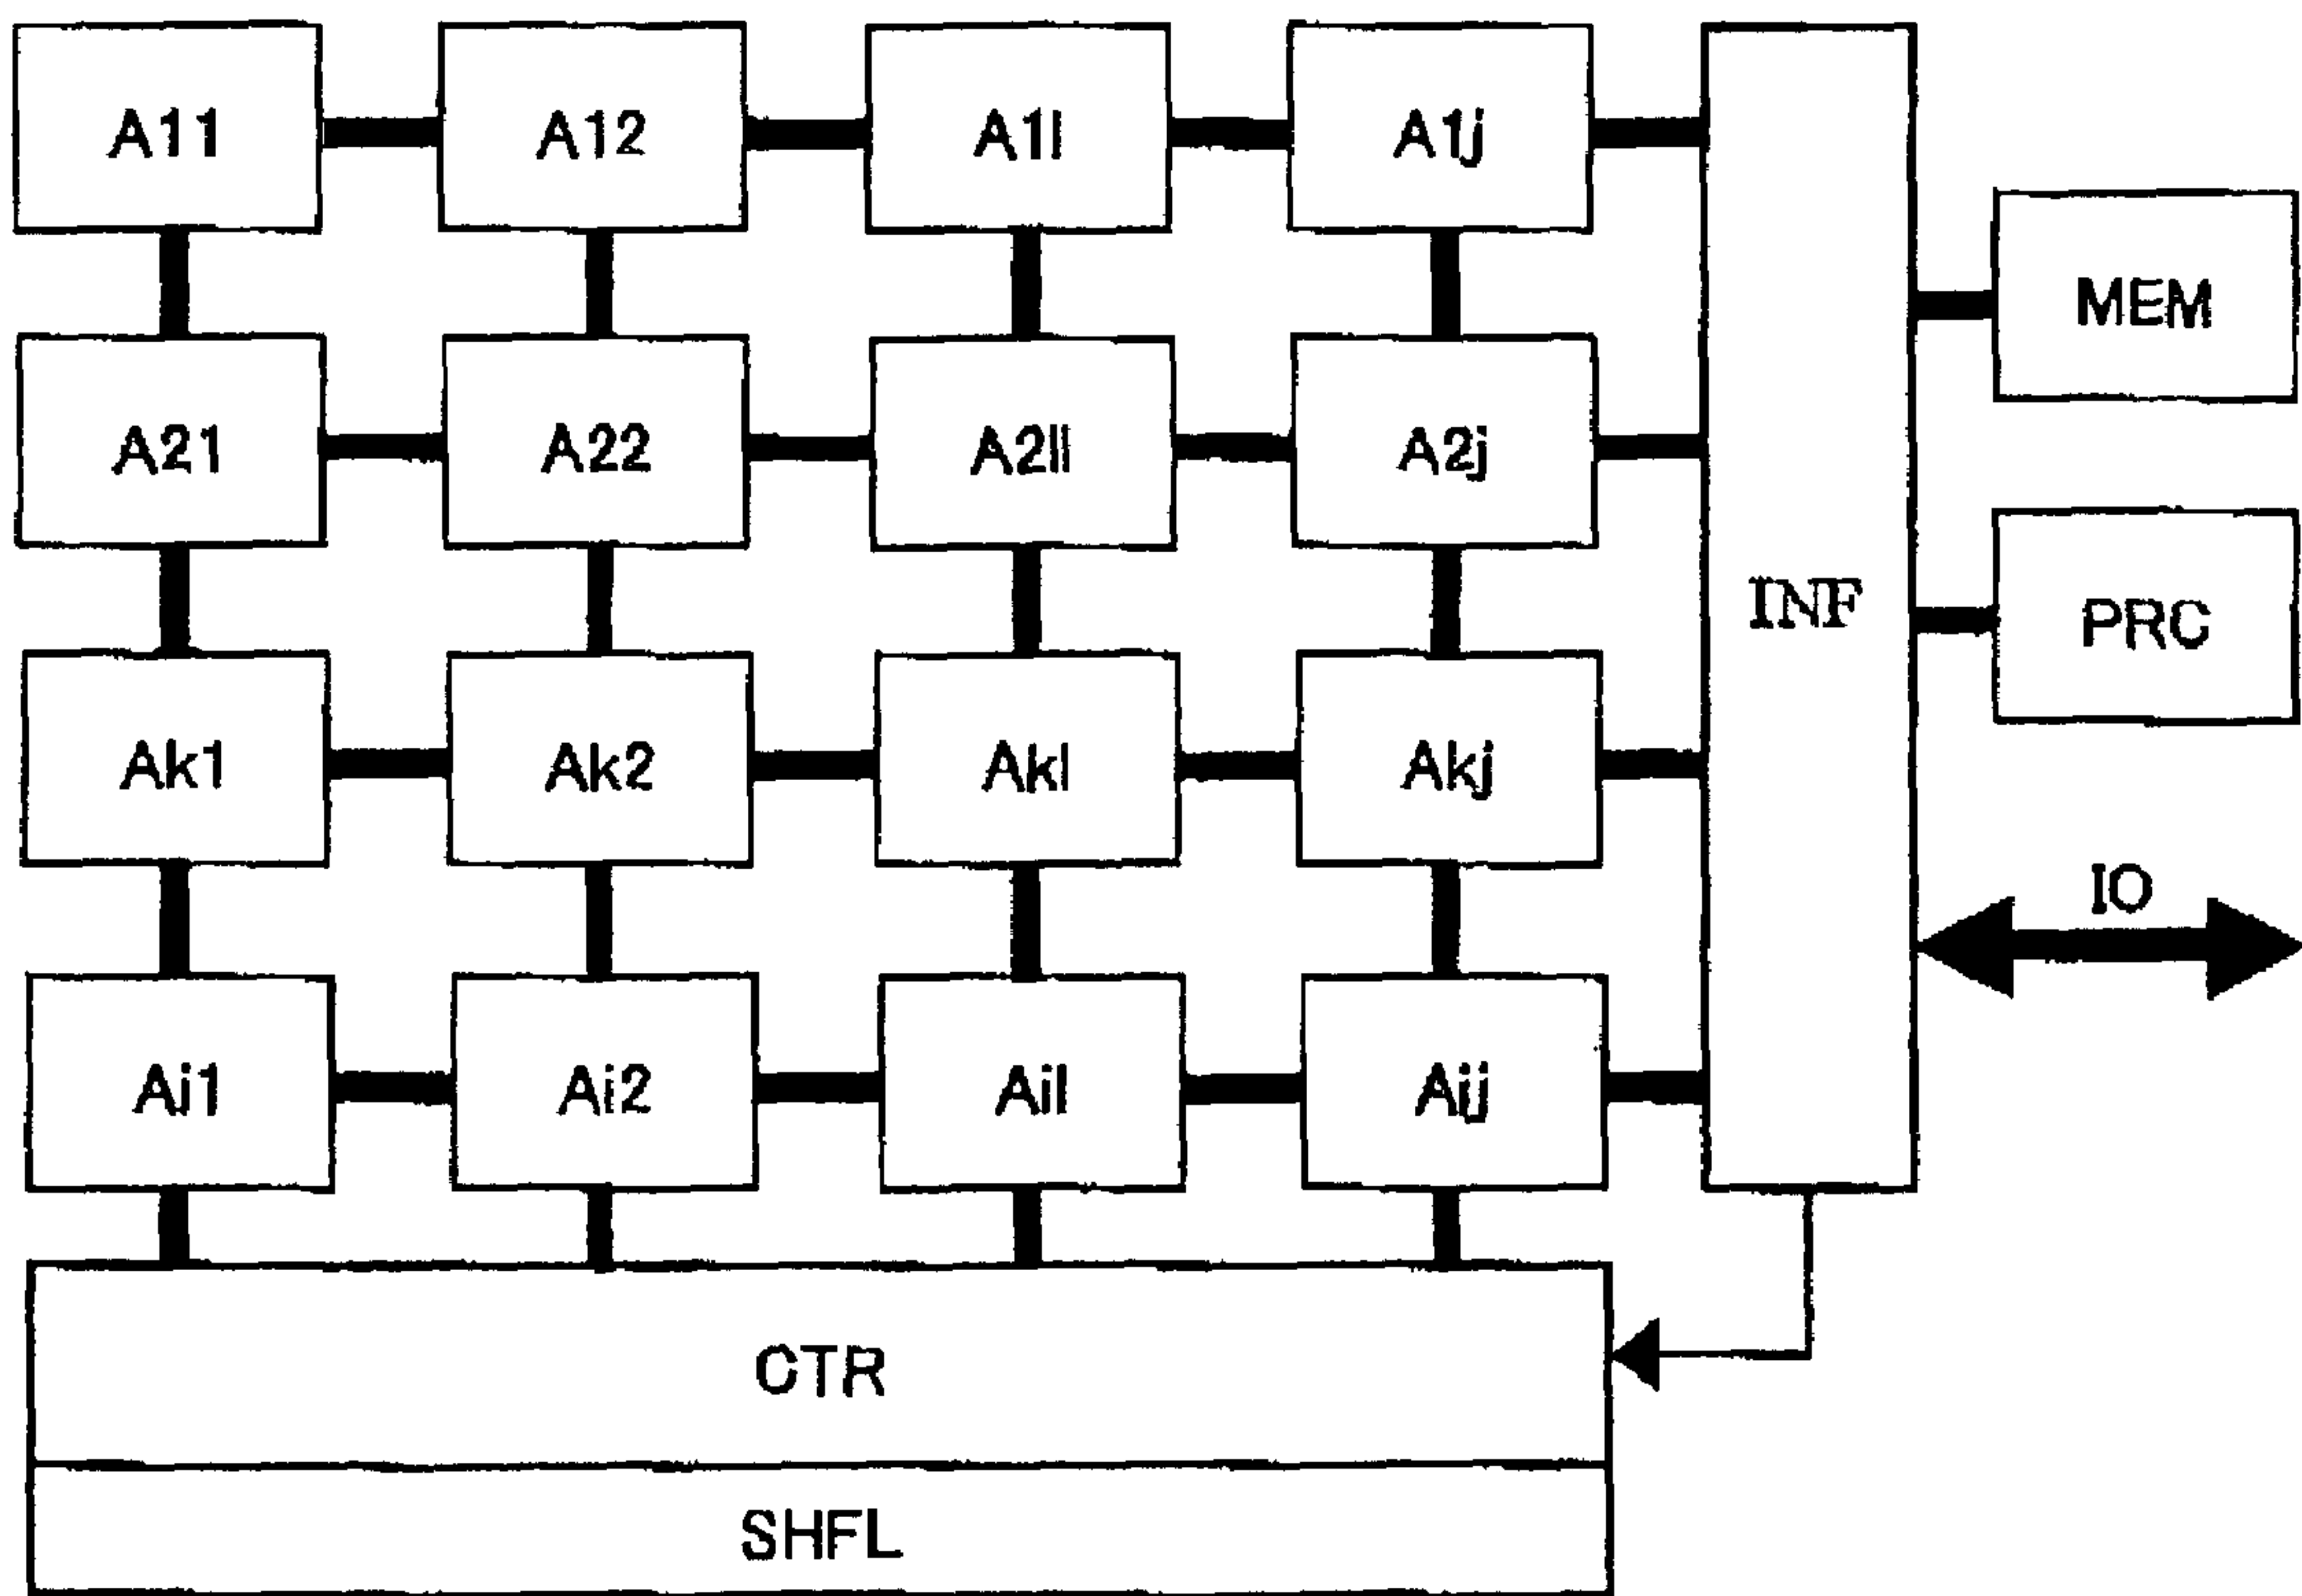 A11 A12 A1l A1j
MEM
A21 A22 A2ll A2j
INF
PRC
Ak1 Ak2 Akl Akj
IO
Ai1 Ai2 Ail Aij
CTR
SHFL